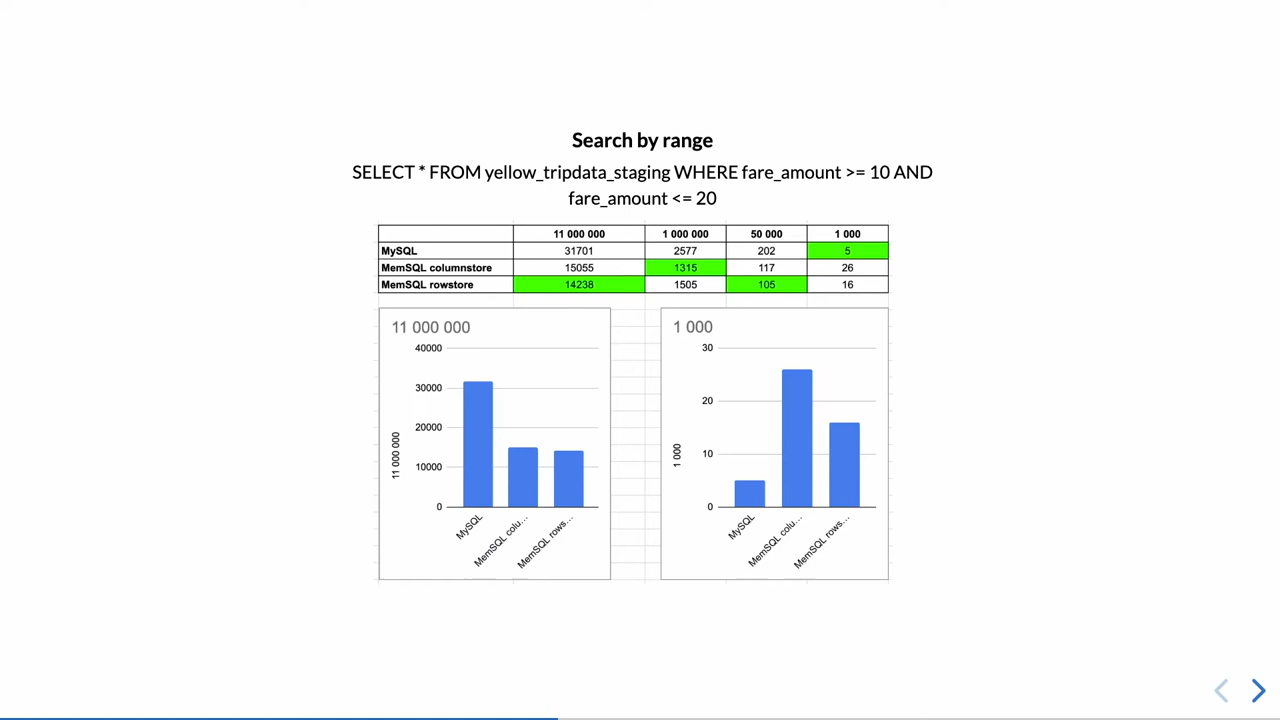 Search by range
SELECT * FROM yellow_tripdata_staging WHERE fare_amount >= 10 AND
fare_amount <= 20
11 000 000 1 000 000 50 000 1 000
MySQL 31701 2577 202 5
MemSQL columnstore 15055 1315 117 26
MemSQL rowstore 14238 1505 105 16
11 000 000
40000
30000
20000
10000
0
11 000 000
MySQL
MemSQL colu...
MemSQL rows...
1 000
30
20
10
0
1 000
MySQL
MemSQL colu...
MemSQL rows...